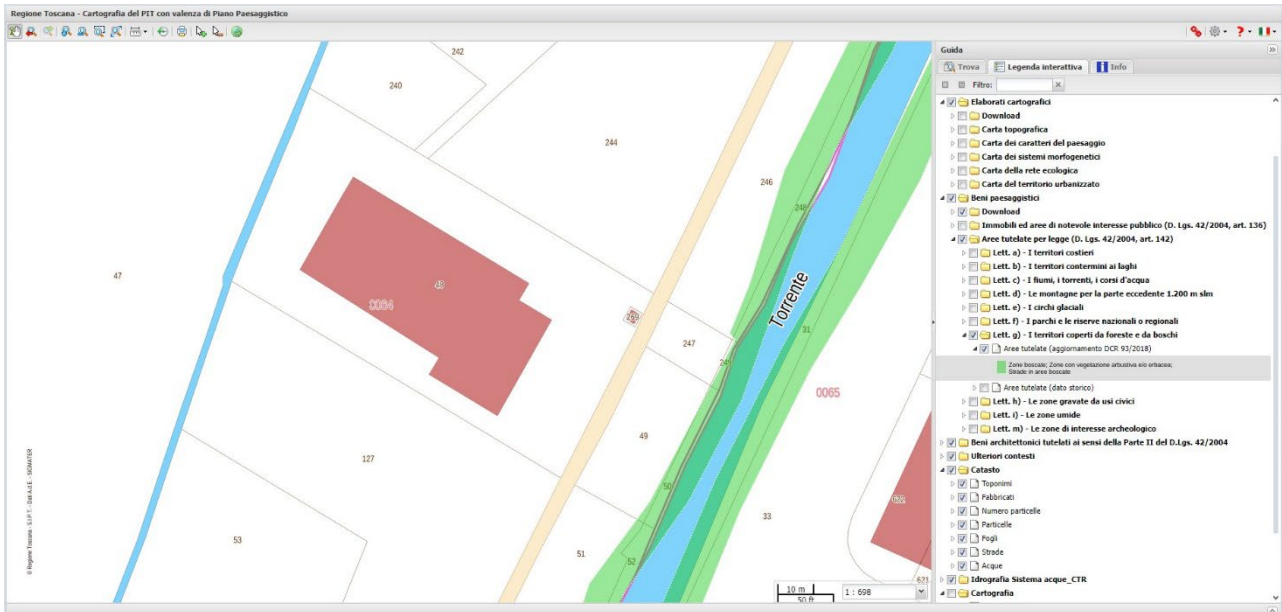 Regione Toscana - Cartografia del PIT con valenza di Piano Paesaggistico
Guida
Trova
Legenda interattiva
Info
Filtro:
Elaborati cartografici
Download
Carta topografica
Carta dei caratteri del paesaggio
Carta dei sistemi morfogenetici
Carta della rete ecologica
Carta del territorio urbanizzato
Beni paesaggistici
Download
Immobili ed aree di notevole interesse pubblico (D. Lgs. 42/2004, art. 136)
Aree tutelate per legge (D. Lgs. 42/2004, art. 142)
Lett. a) - I territori costieri
Lett. b) - I territori contermini ai laghi
Lett. c) - I fiumi, i torrenti, i corsi d'acqua
Lett. d) - Le montagne per la parte eccedente 1.200 m slm
Lett. e) - I circhi glaciali
Lett. f) - I parchi e le riserve nazionali o regionali
Lett. g) - I territori coperti da foreste e da boschi
Aree tutelate (aggiornamento DCR 93/2018)
Zone boscate; Zone con vegetazione arbustiva e/o erbacea;
Strade in aree boscate
Aree tutelate (dato storico)
Lett. h) - Le zone gravate da usi civici
Lett. i) - Le zone umide
Lett. m) - Le zone di interesse archeologico
Beni architettonici tutelati ai sensi della Parte II del D.Lgs. 42/2004
Ulteriori contesti
Catasto
Toponimi
Fabbricati
Numero particelle
Particelle
Fogli
Strade
Acque
Idrografia Sistema acque_CTR
Cartografia
242
240
244
246
248
47
48
0064
Torrente
31
247
249
0065
49
127
50
622
33
53
51
52
621
10 m
50 ft
1 : 698
© Regione Toscana - S.I.P.T. - Dati A.d.E. - SIGMATER